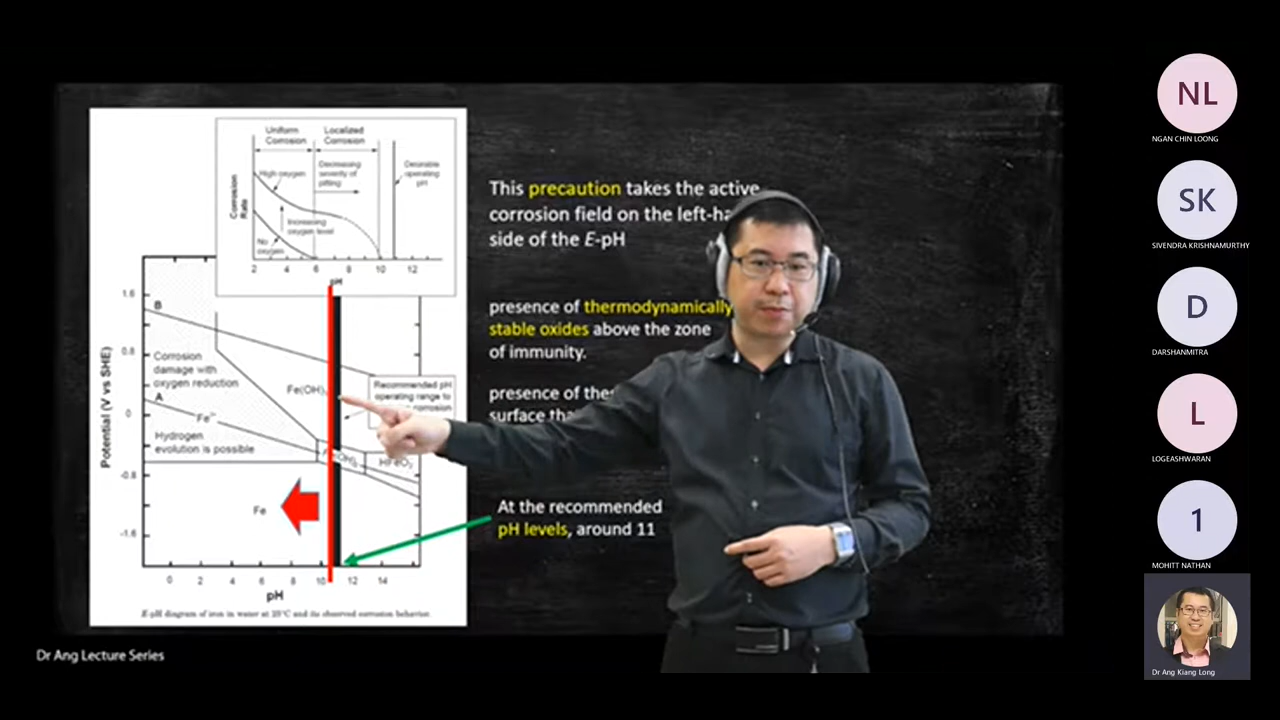 Uniform
Corrosion
Localized
Corrosion
Decreasing
severity of
pitting
Desirable
operating
pH
High oxygen
Increasing
oxygen level
No
oxygen
Corrosion
Rate
2 4 6 8 10 12
pH
1.6
0.8
0
-0.8
-1.6
Potential (V vs SHE)
B
Corrosion
damage with
oxygen reduction
A
Hydrogen
evolution is possible
Fe(OH)
Recommended pH
operating range to
corrosion
Fe
0 2 4 6 8 10 12 14
pH
E-pH diagram of iron in water at 25°C and its observed corrosion behavior.
This precaution takes the active
corrosion field on the left-ha
side of the E-pH
presence of thermodynamically
stable oxides above the zone
of immunity.
presence of thes
surface tha
At the recommended
pH levels, around 11
Dr Ang Lecture Series
NL
NGAN CHIN LOONG
SK
SIVENDRA KRISHNAMURTHY
D
DARSHANMITRA
L
LOGEASHWARAN
1
MOHITT NATHAN
Dr Ang Kiang Long